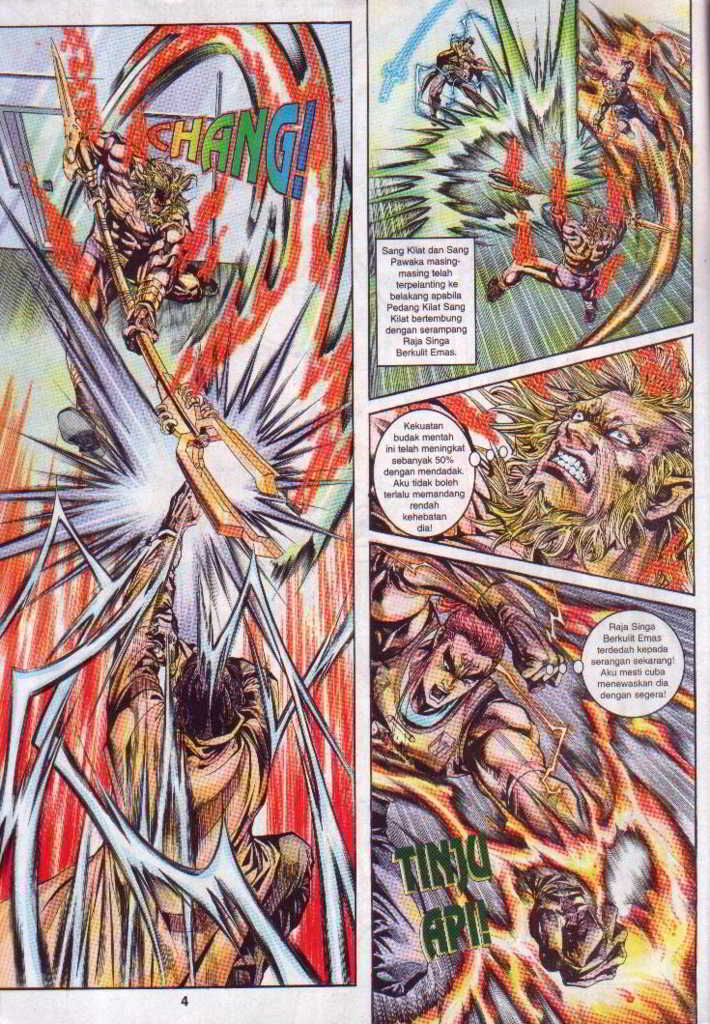 CHANG!
Sang Kilat dan Sang
Pawaka masing-
masing telah
terpelanting ke
belakang apabila
Pedang Kilat Sang
Kilat bertembung
dengan serampang
Raja Singa
Berkulit Emas.
Kekuatan
budak mentah
ini telah meningkat
sebanyak 50%
dengan mendadak.
Aku tidak boleh
terlalu memandang
rendah
kehebatan
dia!
Raja Singa
Berkulit Emas
terdedah kepada
serangan sekarang!
Aku mesti cuba
menewaskan dia
dengan segera!
TINJU
API!
4